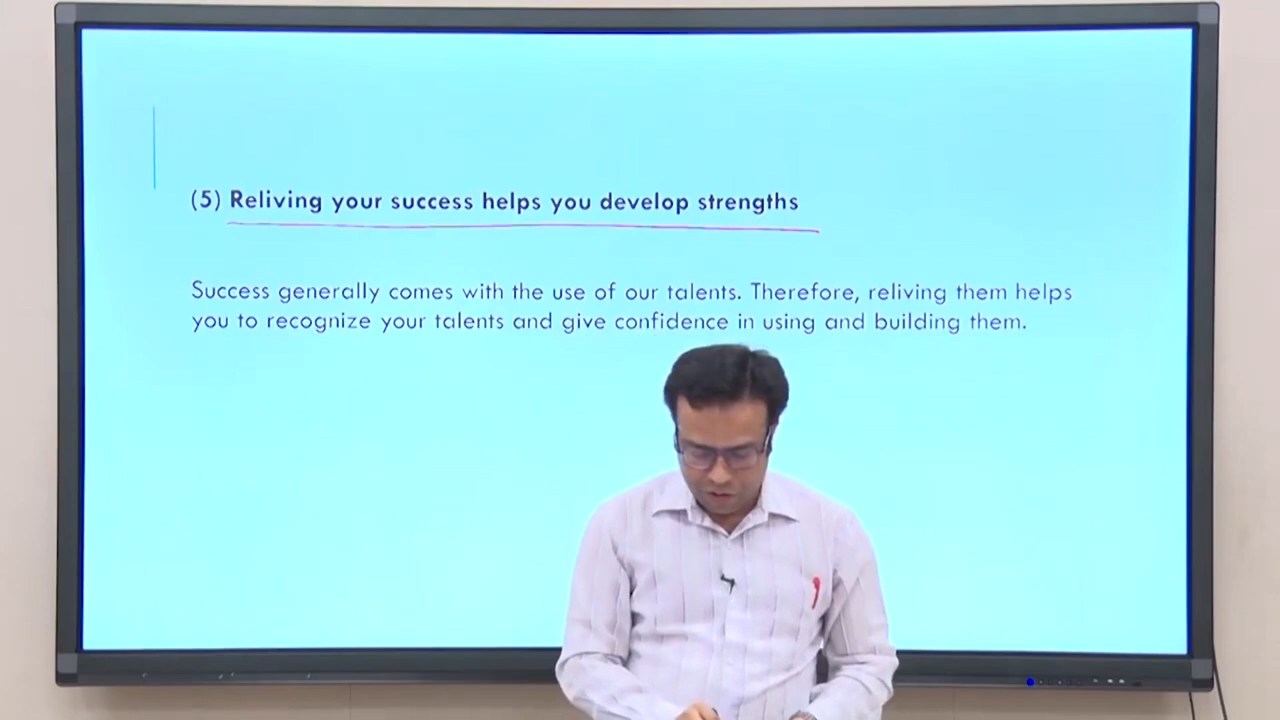 (5) Reliving your success helps you develop strengths
Success generally comes with the use of our talents. Therefore, reliving them helps
you to recognize your talents and give confidence in using and building them.